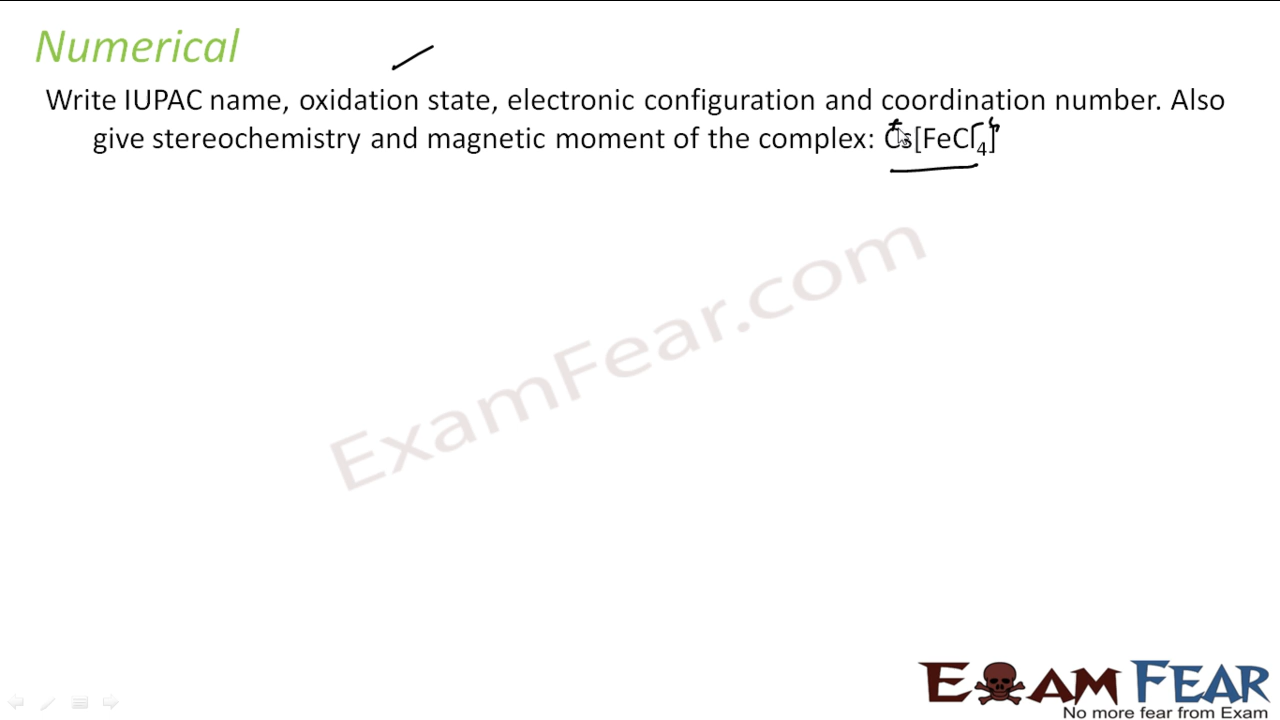 Numerical
Write IUPAC name, oxidation state, electronic configuration and coordination number. Also
give stereochemistry and magnetic moment of the complex: Cs[FeCl₄]
ExamFear.com
EXAM FEAR
No more fear from Exam